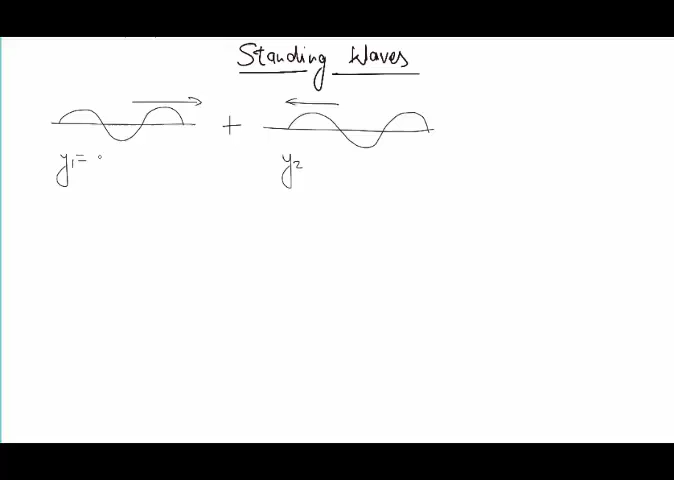 Standing Waves
+
y₁= y₂